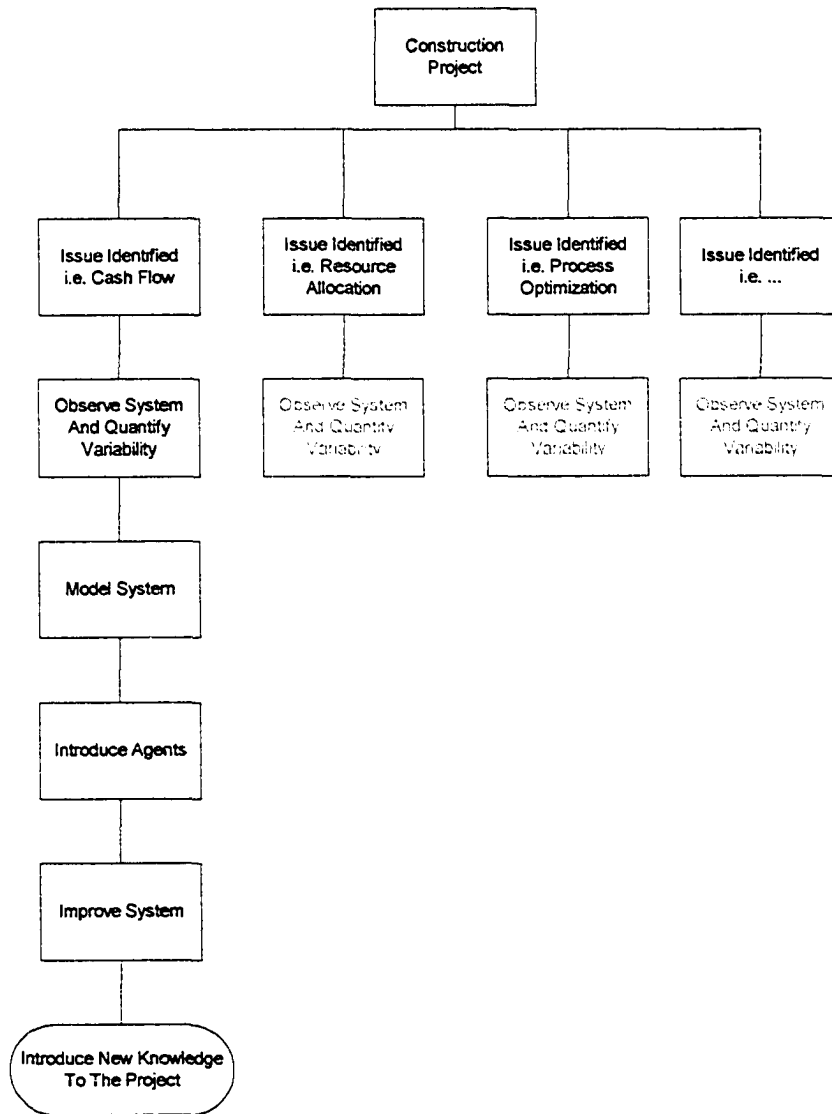 Construction
Project
Issue Identified
i.e. Cash Flow
Issue Identified
i.e. Resource
Allocation
Issue Identified
i.e. Process
Optimization
Issue Identified
i.e. ...
Observe System
And Quantify
Variability
Observe System
And Quantify
Variability
Observe System
And Quantify
Variability
Observe System
And Quantify
Variability
Model System
Introduce Agents
Improve System
Introduce New Knowledge
To The Project